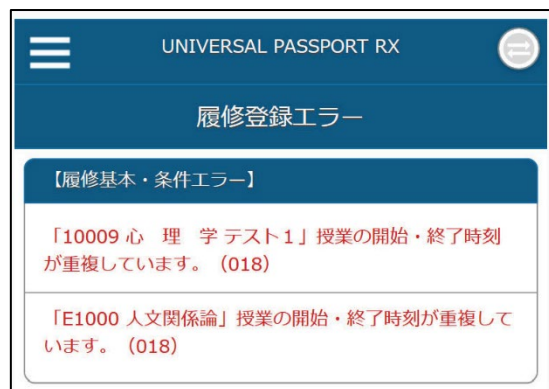 UNIVERSAL PASSPORT RX
履修登録エラー
【履修基本・条件エラー】
「10009 心　理　学 テスト１」授業の開始・終了時刻
が重複しています。（018）
「E1000 人文関係論」授業の開始・終了時刻が重複して
います。（018）